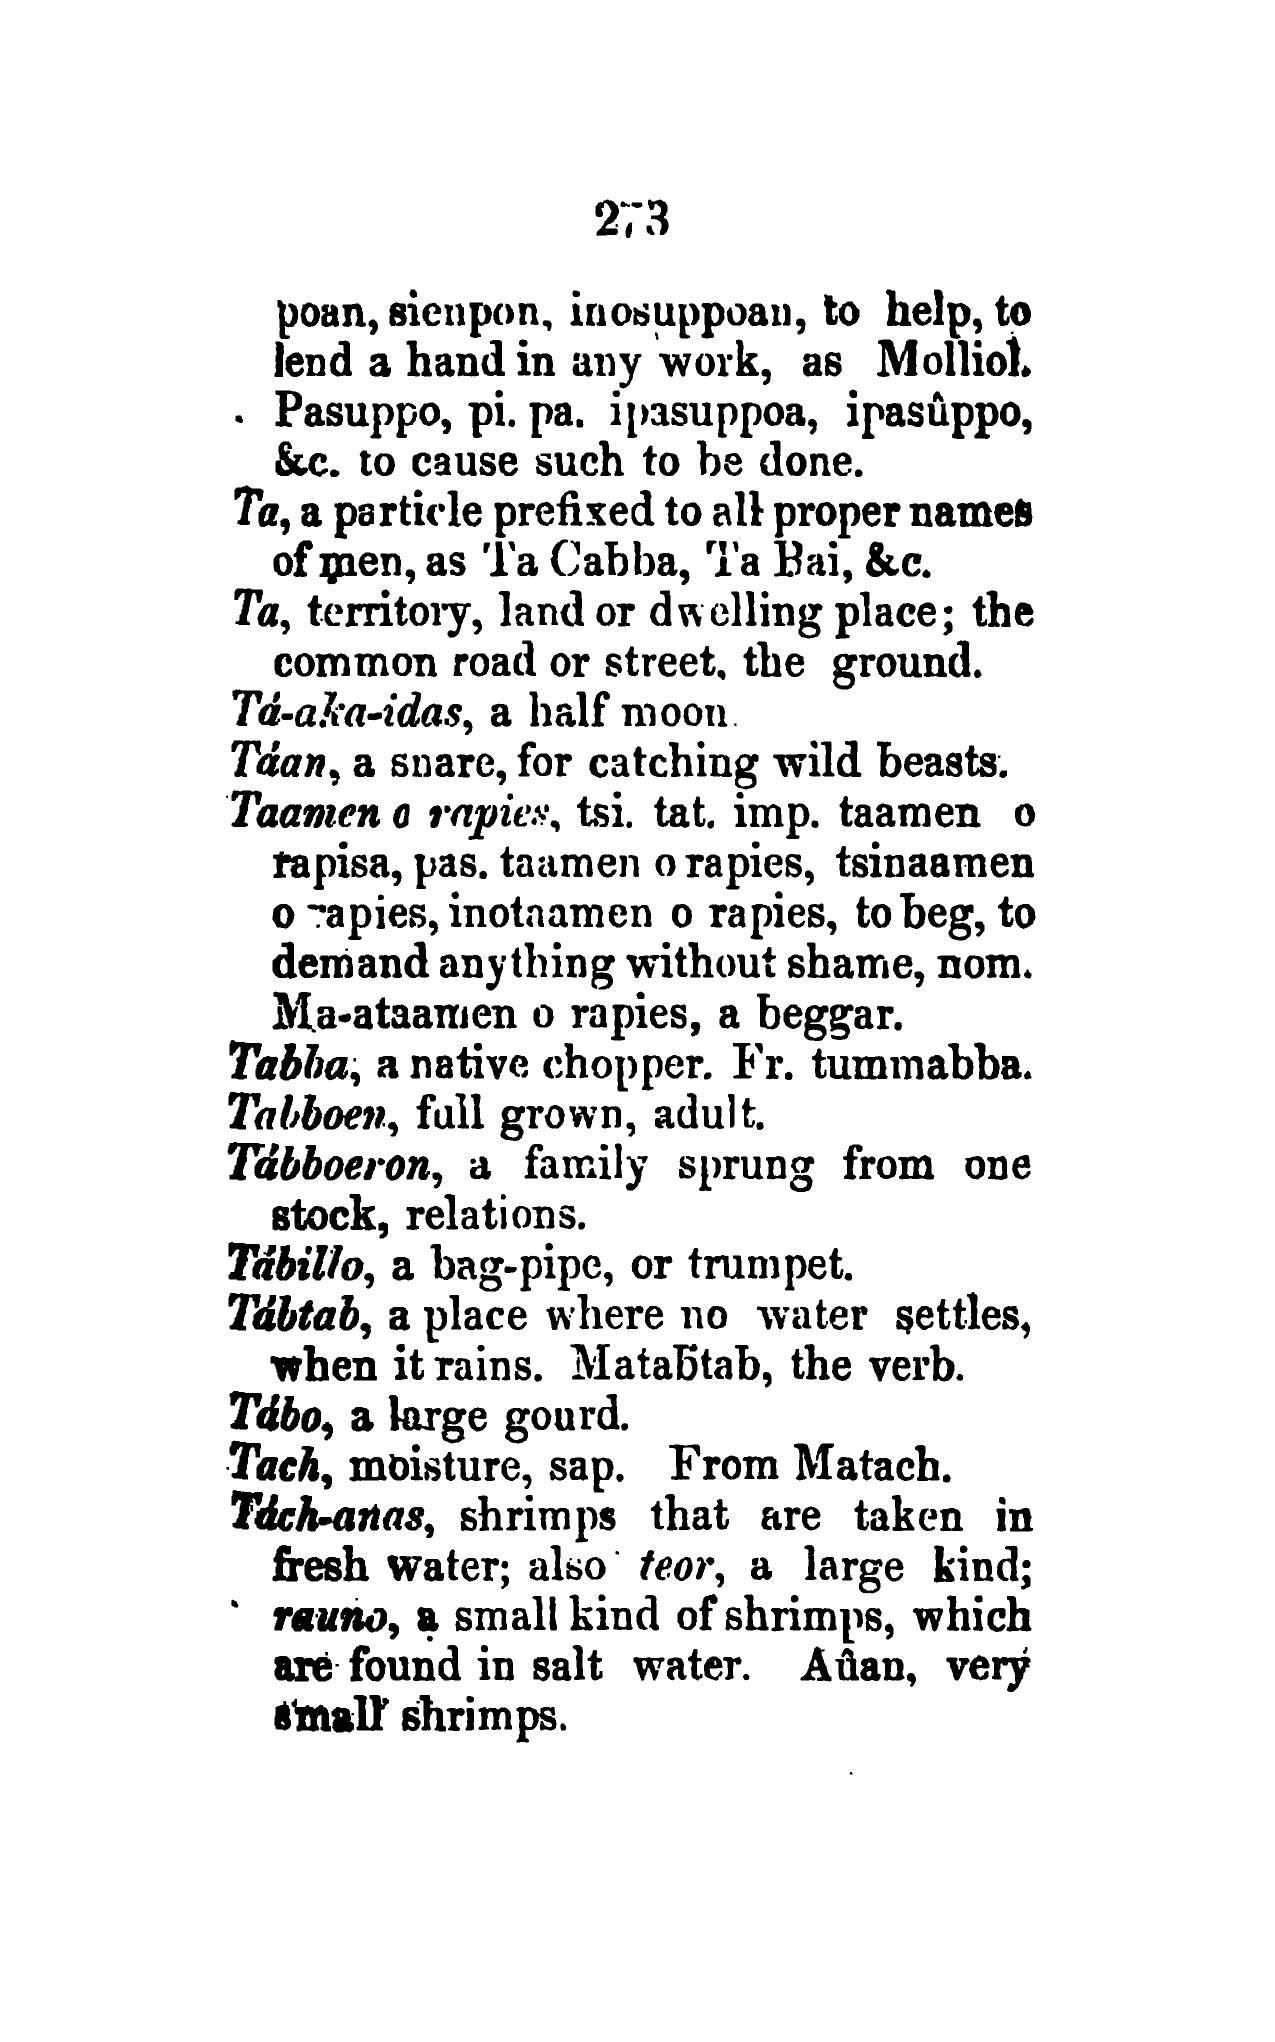 273
poan, sienpon, inosuppoan, to help, to
lend a hand in any work, as Molliol.
Pasuppo, pi. pa. ipasuppoa, ipasûppo,
&c. to cause such to be done.
Ta, a particle prefixed to all proper names
of men, as Ta Cabba, Ta Bai, &c.
Ta, territory, land or dwelling place; the
common road or street, the ground.
Tá-aka-idas, a half moon.
Táan, a snare, for catching wild beasts.
Taamen o rapies, tsi. tat. imp. taamen o
rapisa, pas. taamen o rapies, tsinaamen
o rapies, inotaamen o rapies, to beg, to
demand anything without shame, nom.
Ma-ataamen o rapies, a beggar.
Tabba, a native chopper. Fr. tummabba.
Tabboen, full grown, adult.
Tábboeron, a family sprung from one
stock, relations.
Tábillo, a bag-pipe, or trumpet.
Tábtab, a place where no water settles,
when it rains. Matabtab, the verb.
Tábo, a large gourd.
Tach, moisture, sap. From Matach.
Tách-anas, shrimps that are taken in
fresh water; also teor, a large kind;
rauno, a small kind of shrimps, which
are found in salt water. Aûan, very
small shrimps.